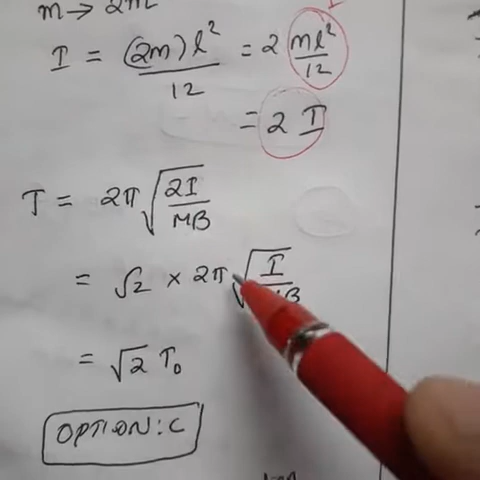 m → 2m
I = (2m)l²/12 = 2 ml²/12
= 2 I
T = 2π √(2I/MB)
= √2 × 2π √(I/MB)
= √2 T₀
OPTION: C